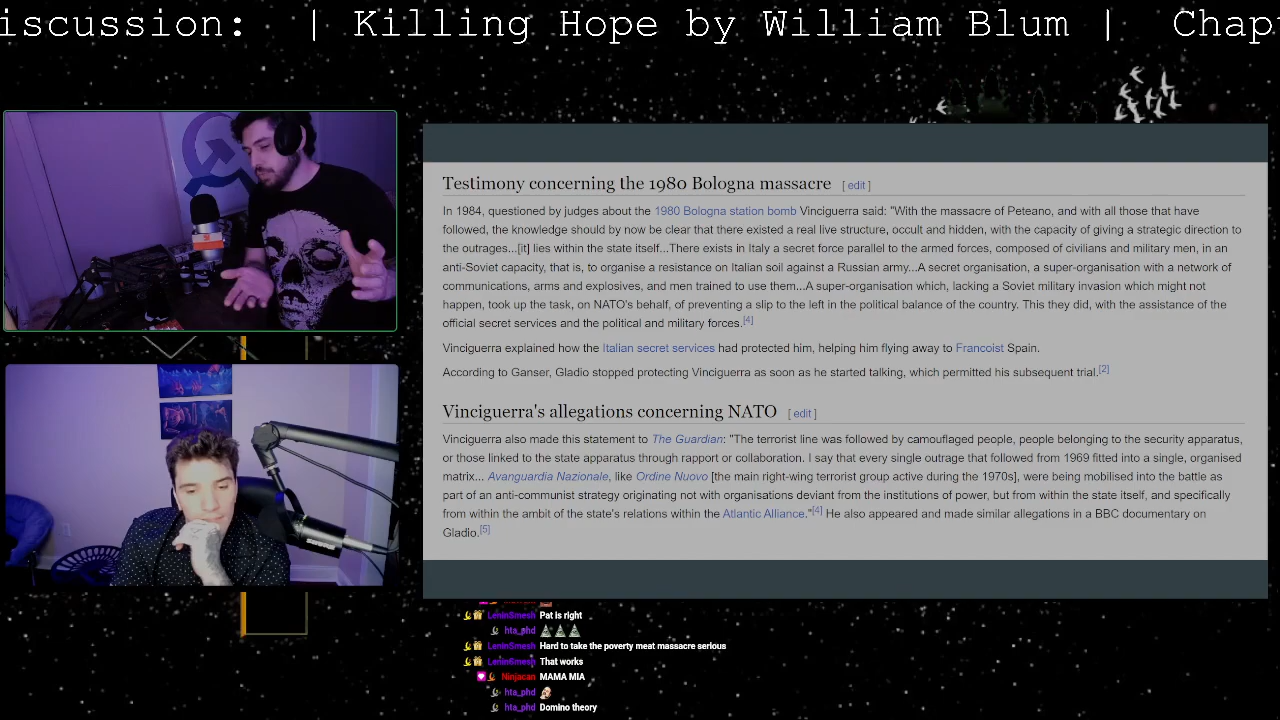 iscussion: | Killing Hope by William Blum | Chap
Testimony concerning the 1980 Bologna massacre [ edit ]
In 1984, questioned by judges about the 1980 Bologna station bomb Vinciguerra said: "With the massacre of Peteano, and with all those that have
followed, the knowledge should by now be clear that there existed a real live structure, occult and hidden, with the capacity of giving a strategic direction to
the outrages...[it] lies within the state itself...There exists in Italy a secret force parallel to the armed forces, composed of civilians and military men, in an
anti-Soviet capacity, that is, to organise a resistance on Italian soil against a Russian army...A secret organisation, a super-organisation with a network of
communications, arms and explosives, and men trained to use them...A super-organisation which, lacking a Soviet military invasion which might not
happen, took up the task, on NATO's behalf, of preventing a slip to the left in the political balance of the country. This they did, with the assistance of the
official secret services and the political and military forces.[4]
Vinciguerra explained how the Italian secret services had protected him, helping him flying away to Francoist Spain.
According to Ganser, Gladio stopped protecting Vinciguerra as soon as he started talking, which permitted his subsequent trial.[2]
Vinciguerra's allegations concerning NATO [ edit ]
Vinciguerra also made this statement to The Guardian: "The terrorist line was followed by camouflaged people, people belonging to the security apparatus,
or those linked to the state apparatus through rapport or collaboration. I say that every single outrage that followed from 1969 fitted into a single, organised
matrix... Avanguardia Nazionale, like Ordine Nuovo [the main right-wing terrorist group active during the 1970s], were being mobilised into the battle as
part of an anti-communist strategy originating not with organisations deviant from the institutions of power, but from within the state itself, and specifically
from within the ambit of the state's relations within the Atlantic Alliance."[4] He also appeared and made similar allegations in a BBC documentary on
Gladio.[5]
LeninSmesh Pat is right
hta_phd
LeninSmesh Hard to take the poverty meat massacre serious
LeninSmesh That works
Ninjacan MAMA MIA
hta_phd
hta_phd Domino theory